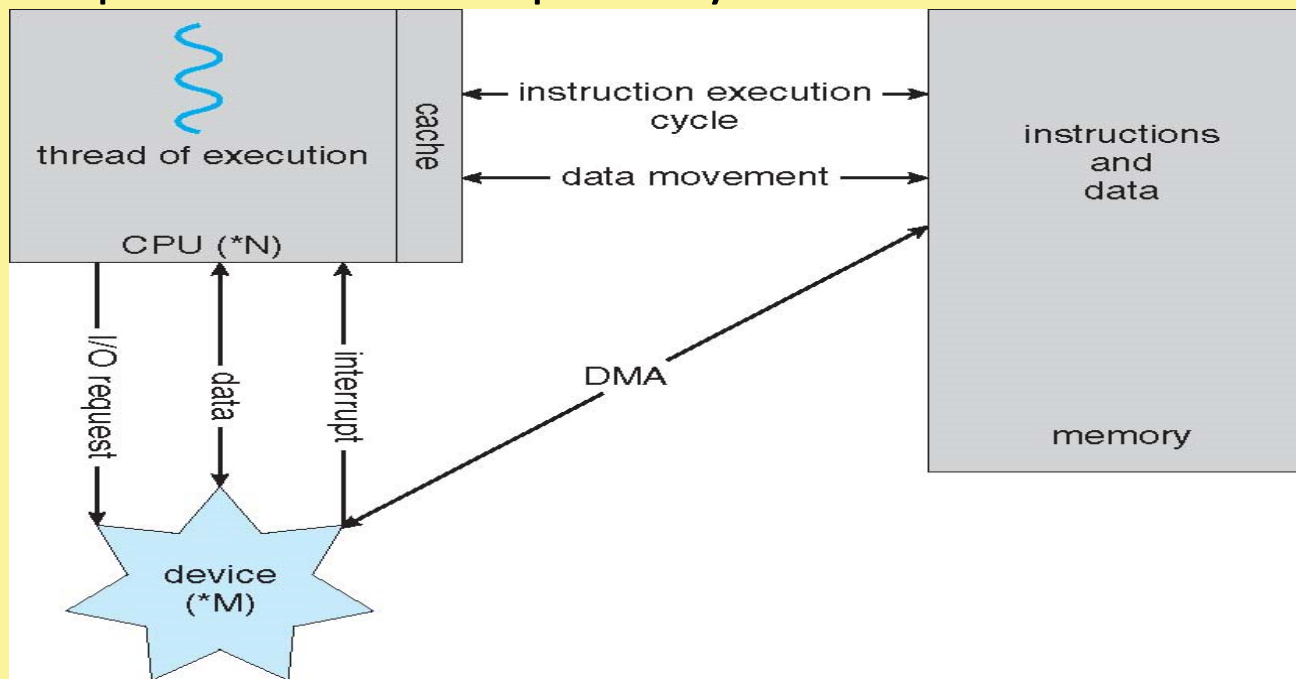 thread of execution
CPU (*N)
cache
instruction execution
cycle
data movement
instructions
and
data
memory
I/O request
data
interrupt
DMA
device
(*M)